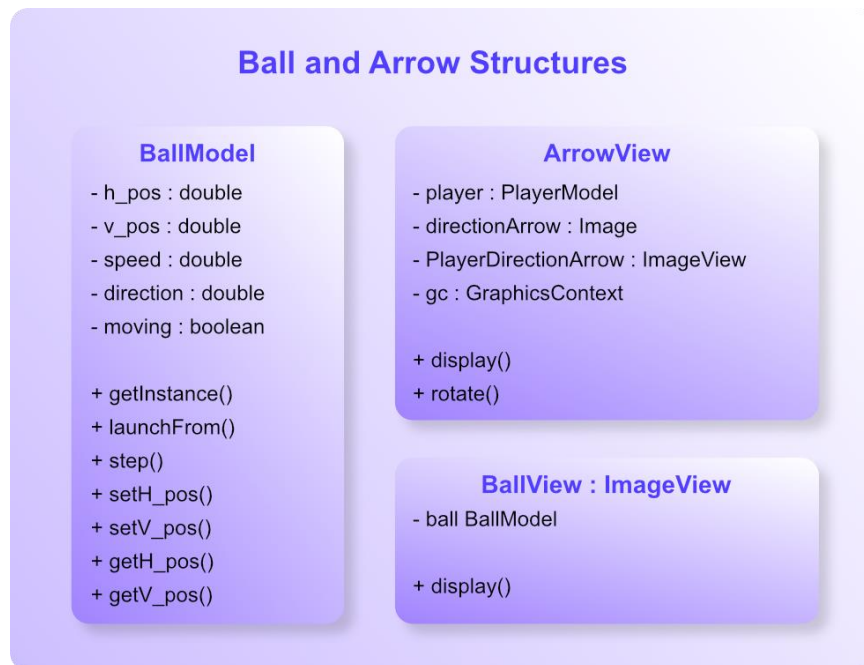 Ball and Arrow Structures
BallModel
- h_pos : double
- v_pos : double
- speed : double
- direction : double
- moving : boolean
+ getInstance()
+ launchFrom()
+ step()
+ setH_pos()
+ setV_pos()
+ getH_pos()
+ getV_pos()
ArrowView
- player : PlayerModel
- directionArrow : Image
- PlayerDirectionArrow : ImageView
- gc : GraphicsContext
+ display()
+ rotate()
BallView : ImageView
- ball BallModel
+ display()